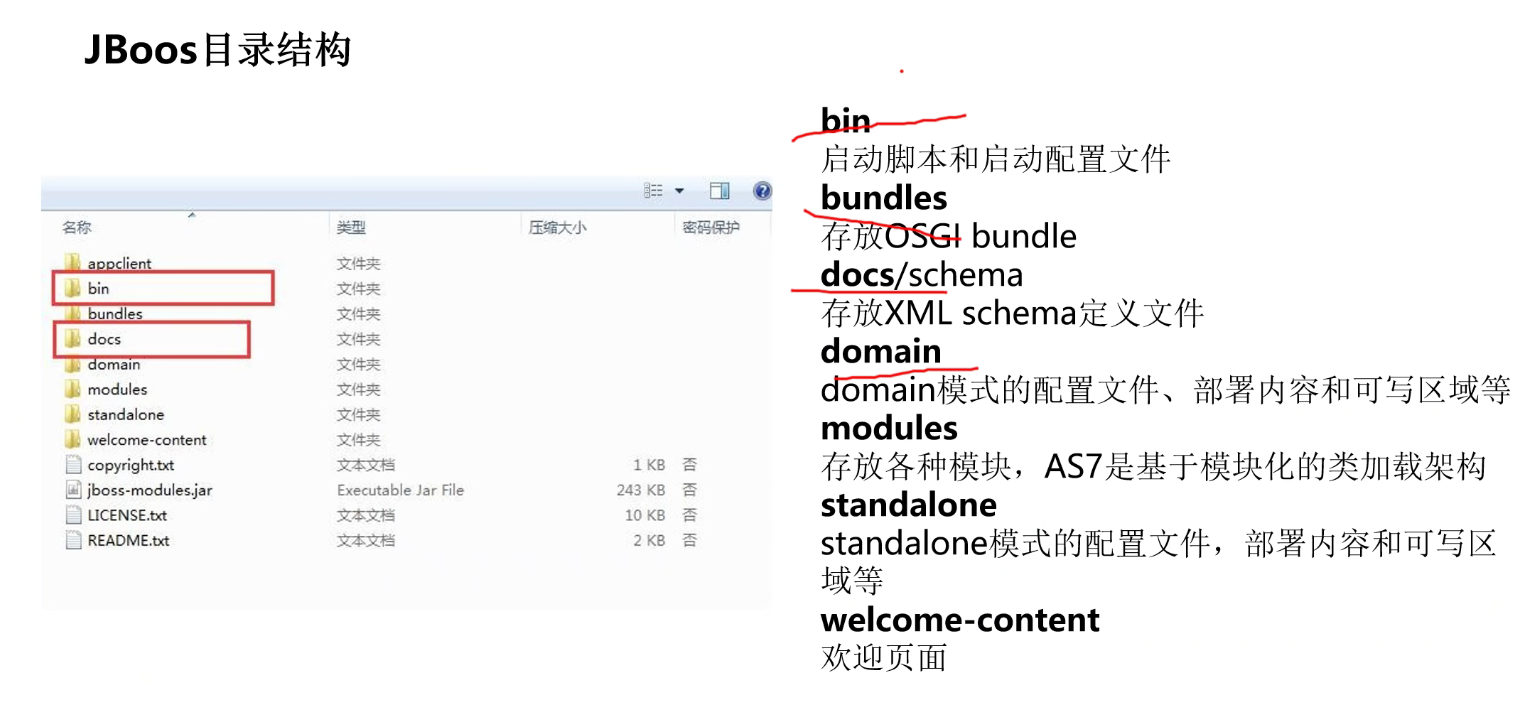 JBoos目录结构
名称 类型 压缩大小 密码保护
appclient 文件夹
bin 文件夹
bundles 文件夹
docs 文件夹
domain 文件夹
modules 文件夹
standalone 文件夹
welcome-content 文件夹
copyright.txt 文本文档 1 KB 否
jboss-modules.jar Executable Jar File 243 KB 否
LICENSE.txt 文本文档 10 KB 否
README.txt 文本文档 2 KB 否
bin
启动脚本和启动配置文件
bundles
存放OSGI bundle
docs/schema
存放XML schema定义文件
domain
domain模式的配置文件、部署内容和可写区域等
modules
存放各种模块，AS7是基于模块化的类加载架构
standalone
standalone模式的配置文件，部署内容和可写区
域等
welcome-content
欢迎页面